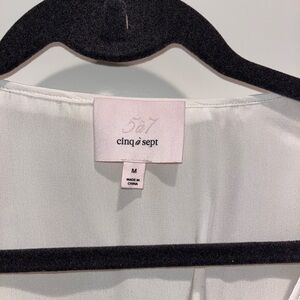 5à7
cinq à sept
M
MADE IN
CHINA